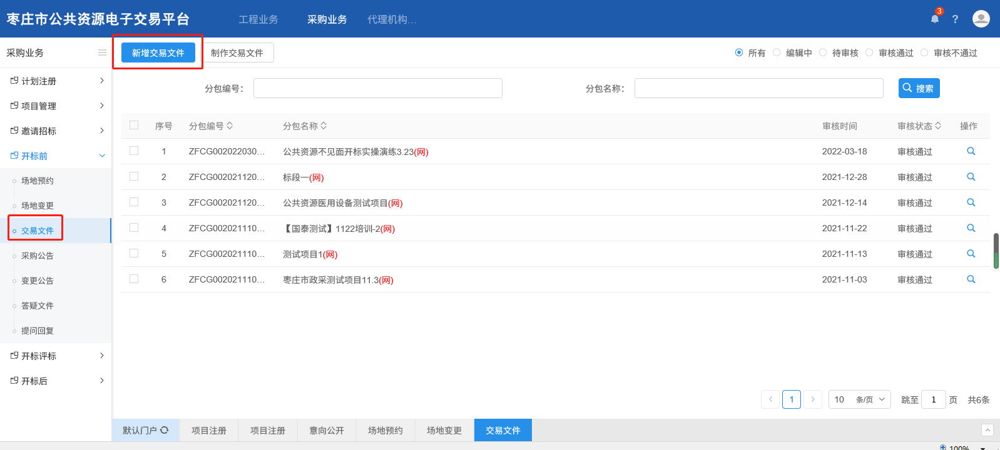 枣庄市公共资源电子交易平台
工程业务 采购业务 代理机构...
3
?
采购业务
新增交易文件 制作交易文件
所有 编辑中 待审核 审核通过 审核不通过
计划注册
项目管理
邀请招标
开标前
场地预约
场地变更
交易文件
采购公告
变更公告
答疑文件
提问回复
开标评标
开标后
分包编号：
分包名称：
搜索
序号 分包编号 分包名称 审核时间 审核状态 操作
1 ZFCG002022030... 公共资源不见面开标实操演练3.23(网) 2022-03-18 审核通过
2 ZFCG002021120... 标段一(网) 2021-12-28 审核通过
3 ZFCG002021120... 公共资源医用设备测试项目(网) 2021-12-14 审核通过
4 ZFCG002021110... 【国泰测试】1122培训-2(网) 2021-11-22 审核通过
5 ZFCG002021110... 测试项目1(网) 2021-11-13 审核通过
6 ZFCG002021110... 枣庄市政采测试项目11.3(网) 2021-11-03 审核通过
1 10 条/页 跳至 1 页 共6条
默认门户 项目注册 项目注册 意向公开 场地预约 场地变更 交易文件
100%